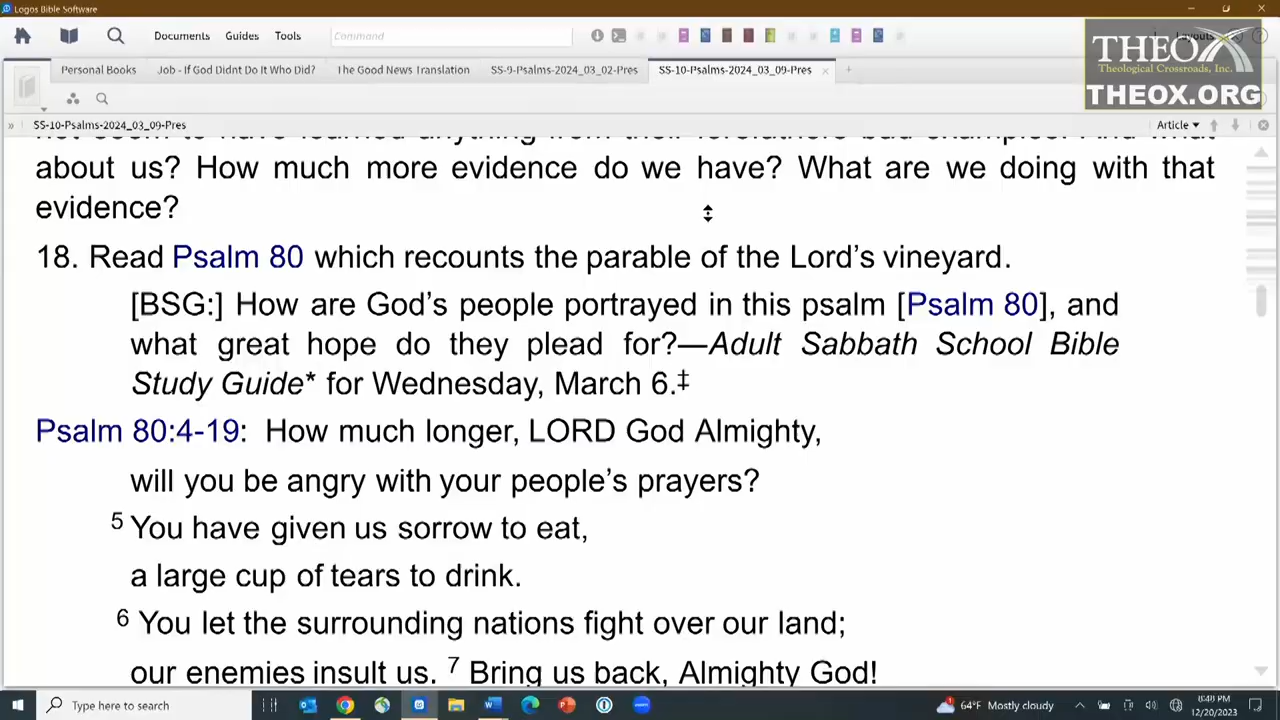 Logos Bible Software
Documents Guides Tools Command
Layouts
THEOX
Theological Crossroads, Inc.
THEOX.ORG
Personal Books Job - If God Didnt Do It Who Did? SS-9-Psalms-2024_03_02-Pres SS-10-Psalms-2024_03_09-Pres
SS-10-Psalms-2024_03_09-Pres Article
about us? How much more evidence do we have? What are we doing with that
evidence?
18. Read Psalm 80 which recounts the parable of the Lord’s vineyard.
[BSG:] How are God’s people portrayed in this psalm [Psalm 80], and
what great hope do they plead for?—Adult Sabbath School Bible
Study Guide* for Wednesday, March 6.‡
Psalm 80:4-19: How much longer, LORD God Almighty,
will you be angry with your people’s prayers?
5 You have given us sorrow to eat,
a large cup of tears to drink.
6 You let the surrounding nations fight over our land;
our enemies insult us. 7 Bring us back, Almighty God!
Type here to search
64°F Mostly cloudy
8:48 PM
12/20/2023